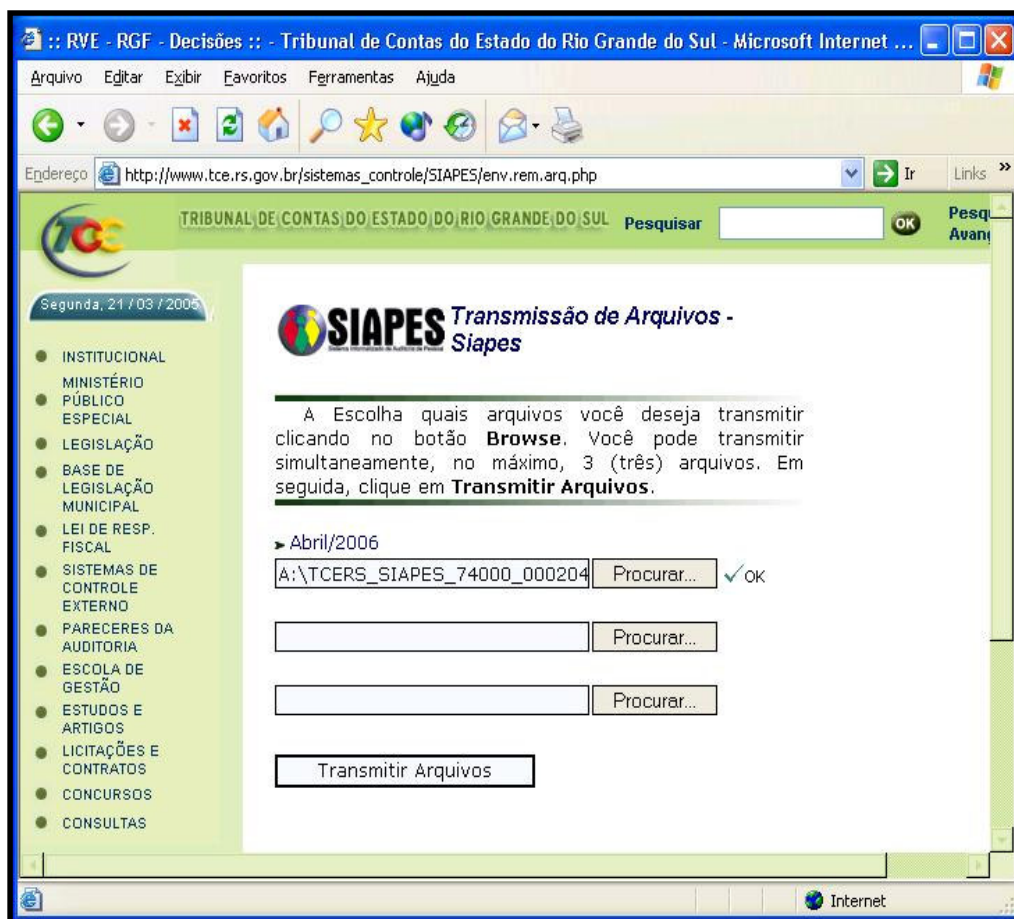 :: RVE - RGF - Decisões :: - Tribunal de Contas do Estado do Rio Grande do Sul - Microsoft Internet ...
Arquivo Editar Exibir Favoritos Ferramentas Ajuda
Endereço http://www.tce.rs.gov.br/sistemas_controle/SIAPES/env.rem.arq.php Ir Links »
TCE
TRIBUNAL DE CONTAS DO ESTADO DO RIO GRANDE DO SUL
Pesquisar OK
Pesqu
Avanç
Segunda, 21 / 03 / 2005
INSTITUCIONAL
MINISTÉRIO
PÚBLICO
ESPECIAL
LEGISLAÇÃO
BASE DE
LEGISLAÇÃO
MUNICIPAL
LEI DE RESP.
FISCAL
SISTEMAS DE
CONTROLE
EXTERNO
PARECERES DA
AUDITORIA
ESCOLA DE
GESTÃO
ESTUDOS E
ARTIGOS
LICITAÇÕES E
CONTRATOS
CONCURSOS
CONSULTAS
SIAPES
Transmissão de Arquivos -
Siapes
A Escolha quais arquivos você deseja transmitir
clicando no botão Browse. Você pode transmitir
simultaneamente, no máximo, 3 (três) arquivos. Em
seguida, clique em Transmitir Arquivos.
Abril/2006
A:\TCERS_SIAPES_74000_000204 Procurar... OK
Procurar...
Procurar...
Transmitir Arquivos
Internet